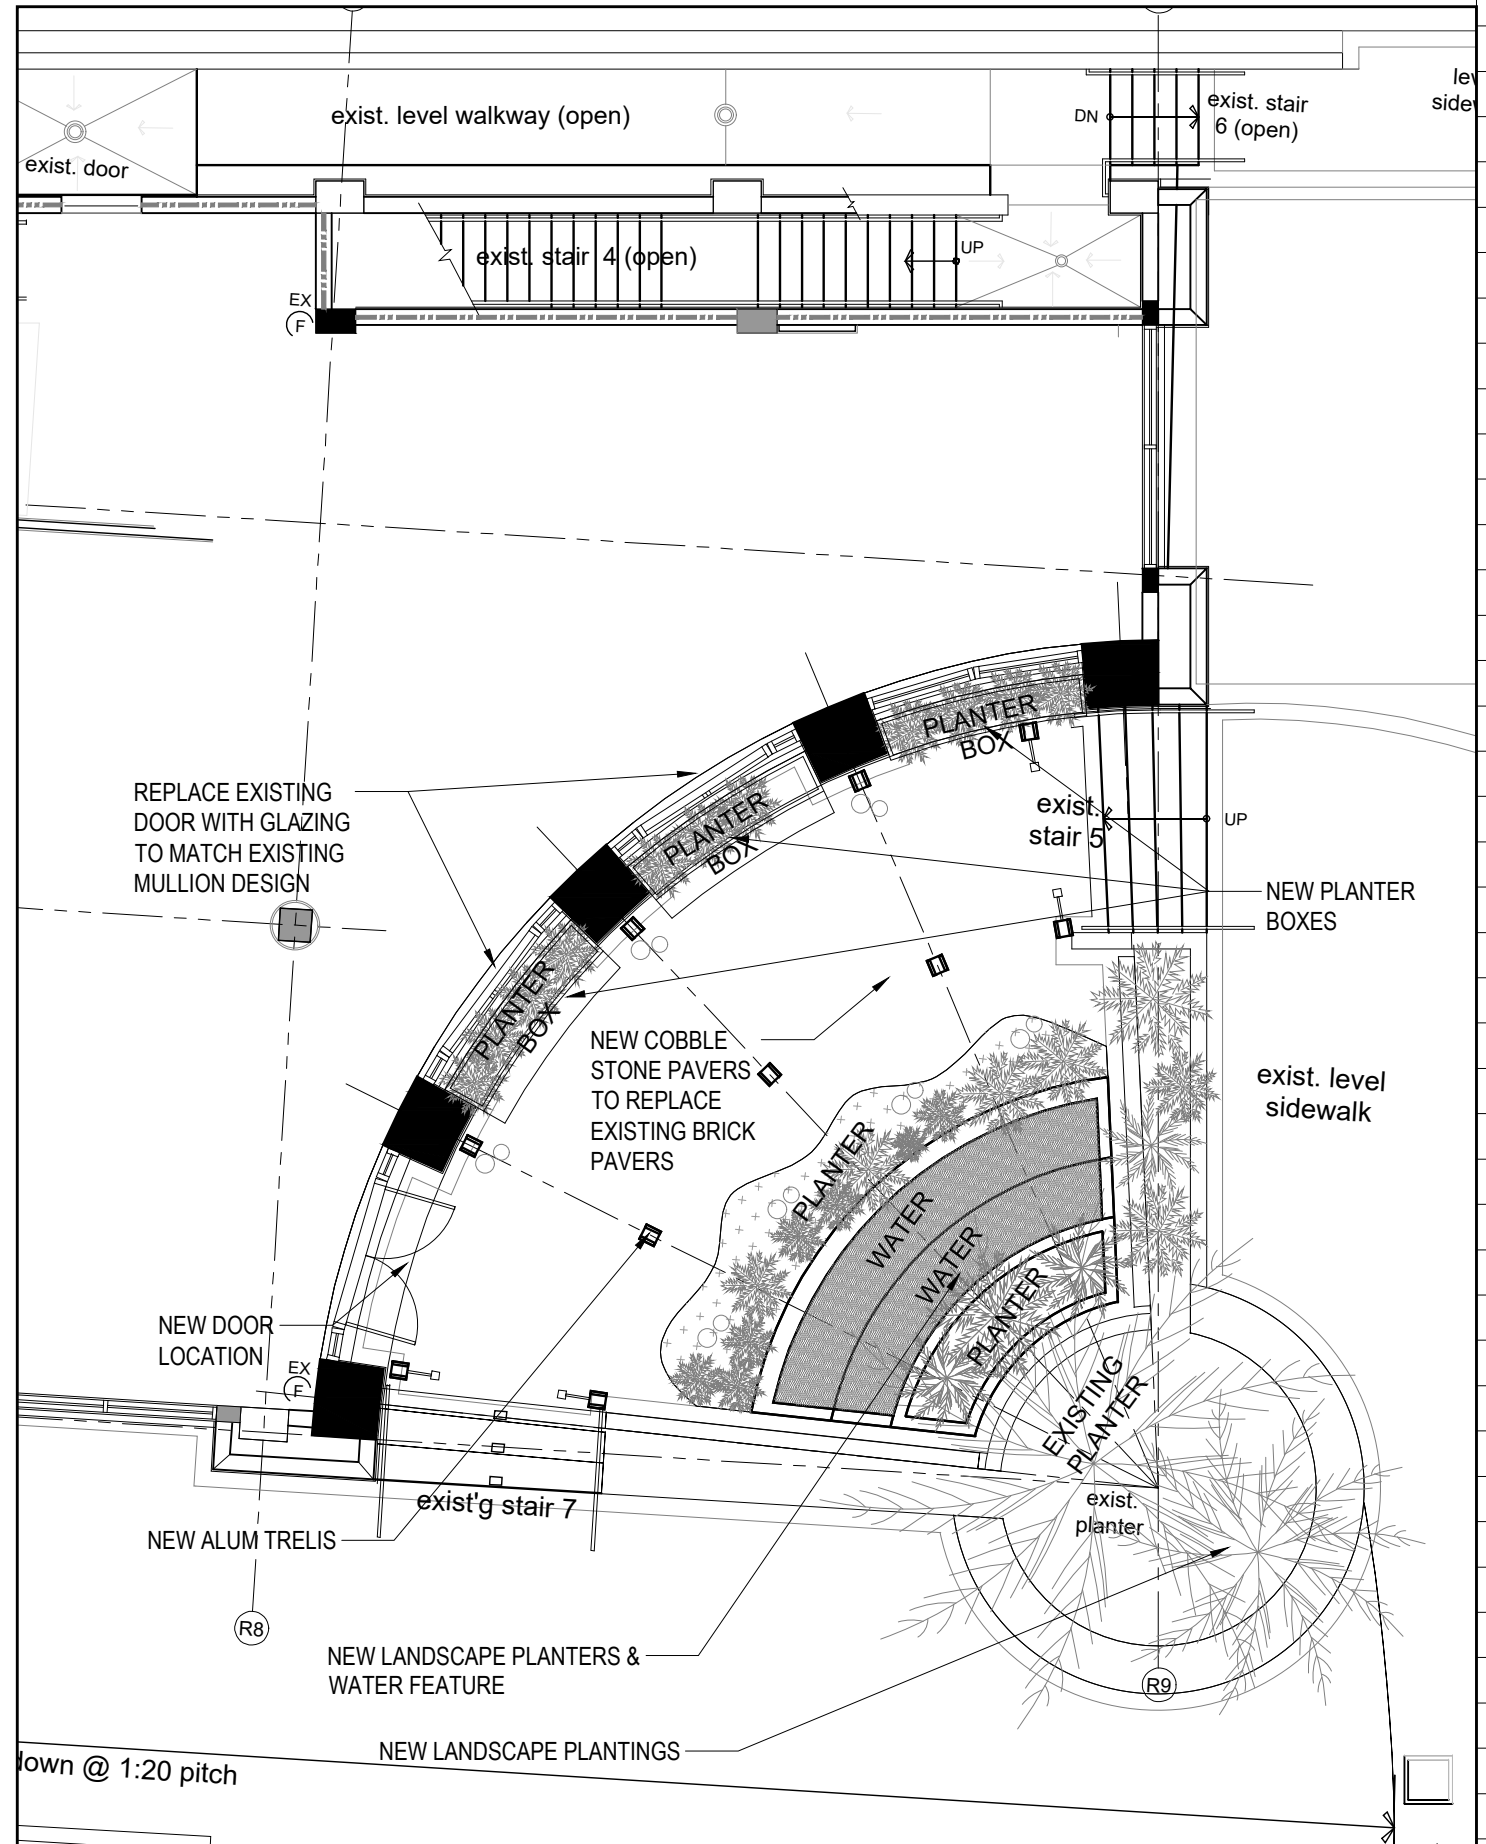 exist. level walkway (open)
exist. door
DN
exist. stair
6 (open)
exist. stair 4 (open)
UP
EX
F
REPLACE EXISTING
DOOR WITH GLAZING
TO MATCH EXISTING
MULLION DESIGN
PLANTER
BOX
PLANTER
BOX
PLANTER
BOX
exist.
stair 5
UP
NEW PLANTER
BOXES
NEW COBBLE
STONE PAVERS
TO REPLACE
EXISTING BRICK
PAVERS
exist. level
sidewalk
PLANTER
WATER
WATER
PLANTER
EXISTING
PLANTER
exist.
planter
NEW DOOR
LOCATION
EX
F
exist'g stair 7
NEW ALUM TRELIS
R8
NEW LANDSCAPE PLANTERS &
WATER FEATURE
R9
NEW LANDSCAPE PLANTINGS
down @ 1:20 pitch